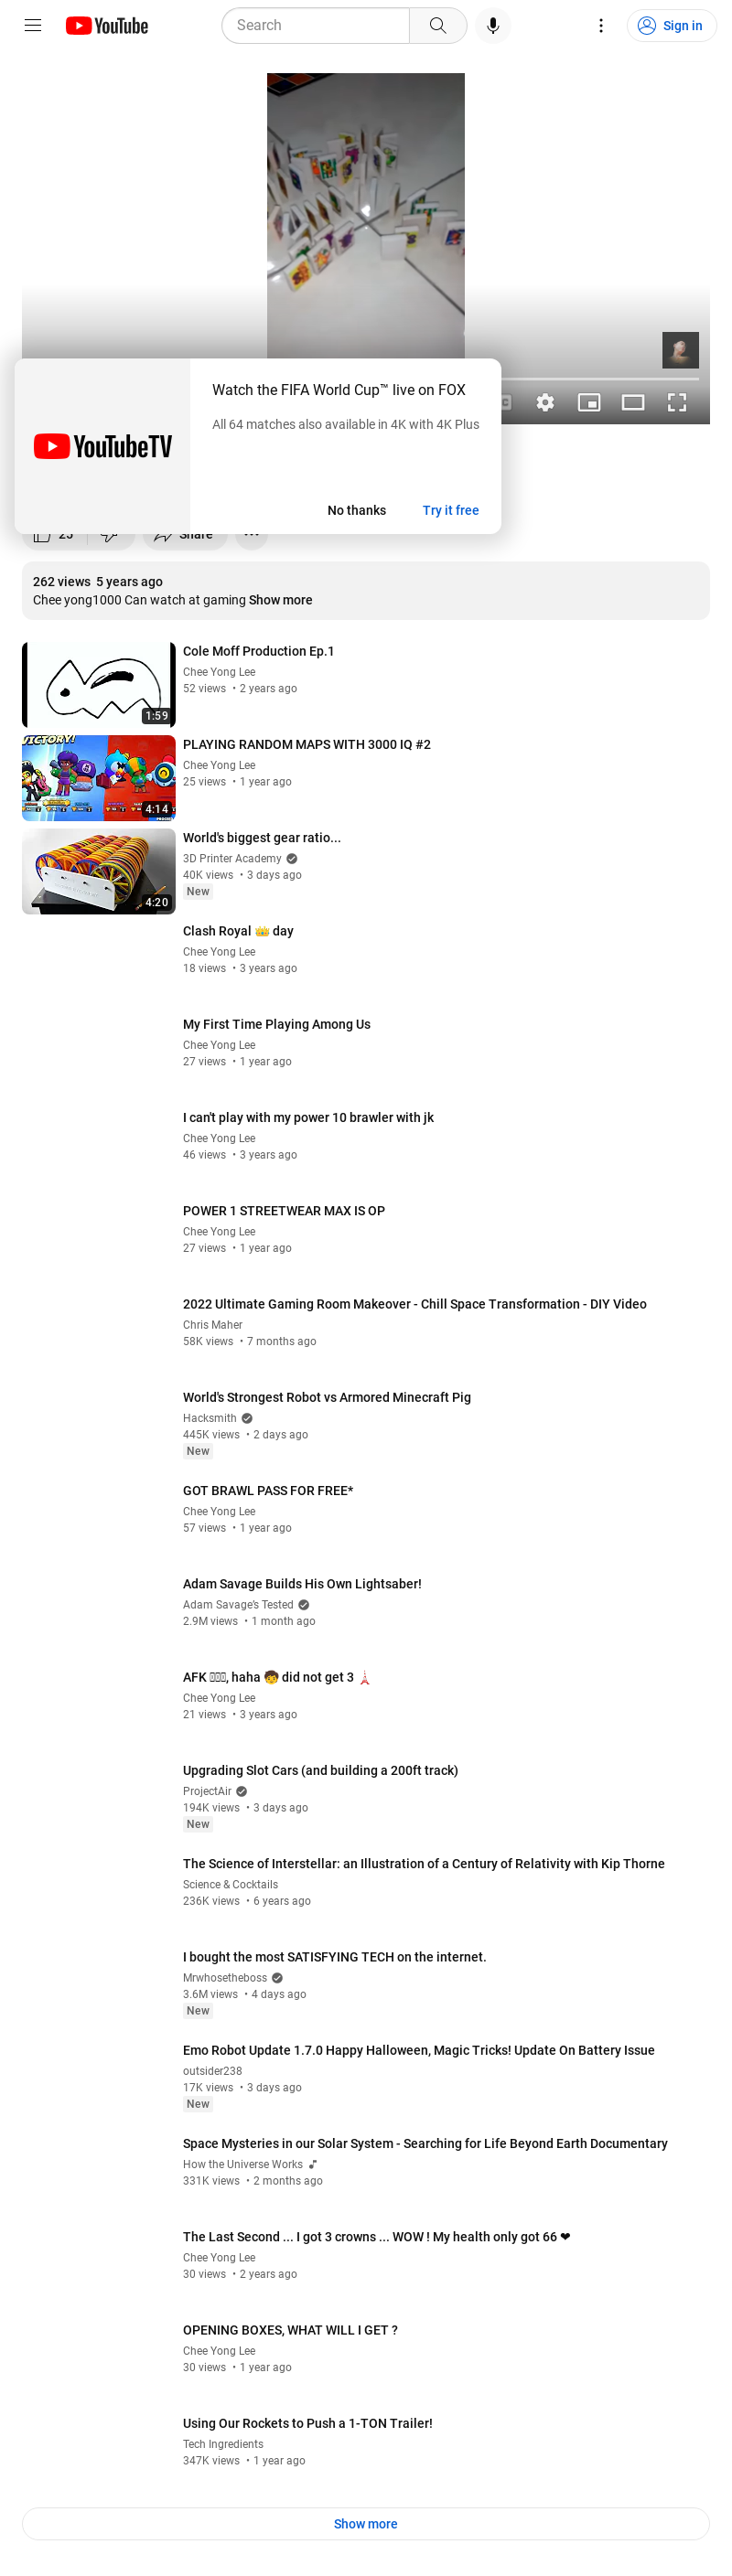 YouTube
Search
Sign in
Watch the FIFA World Cup™ live on FOX
All 64 matches also available in 4K with 4K Plus
YouTubeTV
No thanks
Try it free
25
Share
262 views 5 years ago
Chee yong1000 Can watch at gaming Show more
Cole Moff Production Ep.1
Chee Yong Lee
52 views • 2 years ago
1:59
PLAYING RANDOM MAPS WITH 3000 IQ #2
Chee Yong Lee
25 views • 1 year ago
VICTORY!
4:14
World's biggest gear ratio...
3D Printer Academy
40K views • 3 days ago
New
4:20
Clash Royal 👑 day
Chee Yong Lee
18 views • 3 years ago
My First Time Playing Among Us
Chee Yong Lee
27 views • 1 year ago
I can't play with my power 10 brawler with jk
Chee Yong Lee
46 views • 3 years ago
POWER 1 STREETWEAR MAX IS OP
Chee Yong Lee
27 views • 1 year ago
2022 Ultimate Gaming Room Makeover - Chill Space Transformation - DIY Video
Chris Maher
58K views • 7 months ago
World's Strongest Robot vs Armored Minecraft Pig
Hacksmith
445K views • 2 days ago
New
GOT BRAWL PASS FOR FREE*
Chee Yong Lee
57 views • 1 year ago
Adam Savage Builds His Own Lightsaber!
Adam Savage’s Tested
2.9M views • 1 month ago
AFK, haha 🧒 did not get 3 🗼
Chee Yong Lee
21 views • 3 years ago
Upgrading Slot Cars (and building a 200ft track)
ProjectAir
194K views • 3 days ago
New
The Science of Interstellar: an Illustration of a Century of Relativity with Kip Thorne
Science & Cocktails
236K views • 6 years ago
I bought the most SATISFYING TECH on the internet.
Mrwhosetheboss
3.6M views • 4 days ago
New
Emo Robot Update 1.7.0 Happy Halloween, Magic Tricks! Update On Battery Issue
outsider238
17K views • 3 days ago
New
Space Mysteries in our Solar System - Searching for Life Beyond Earth Documentary
How the Universe Works
331K views • 2 months ago
The Last Second ... I got 3 crowns ... WOW ! My health only got 66 ❤
Chee Yong Lee
30 views • 2 years ago
OPENING BOXES, WHAT WILL I GET ?
Chee Yong Lee
30 views • 1 year ago
Using Our Rockets to Push a 1-TON Trailer!
Tech Ingredients
347K views • 1 year ago
Show more